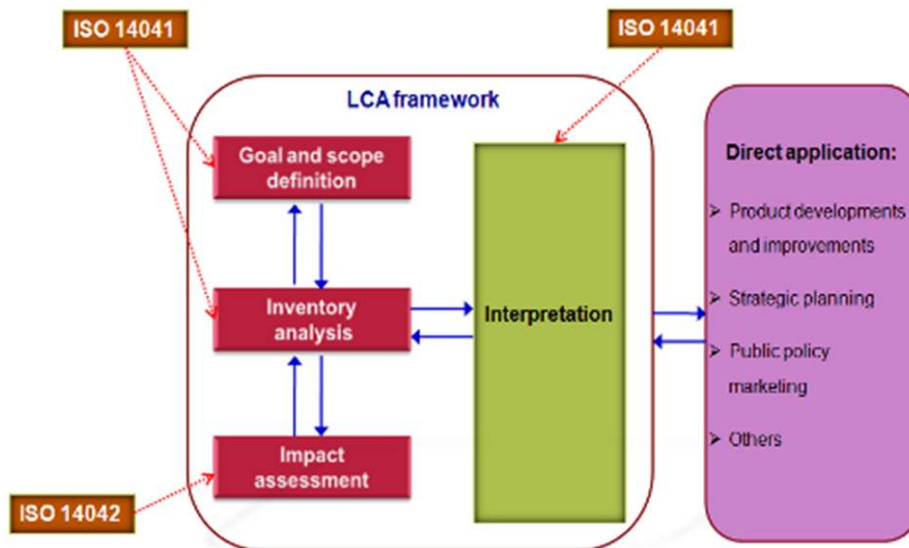 ISO 14041
ISO 14041
LCA framework
Goal and scope
definition
Inventory
analysis
Impact
assessment
Interpretation
ISO 14042
Direct application:
➢ Product developments
and improvements
➢ Strategic planning
➢ Public policy
marketing
➢ Others